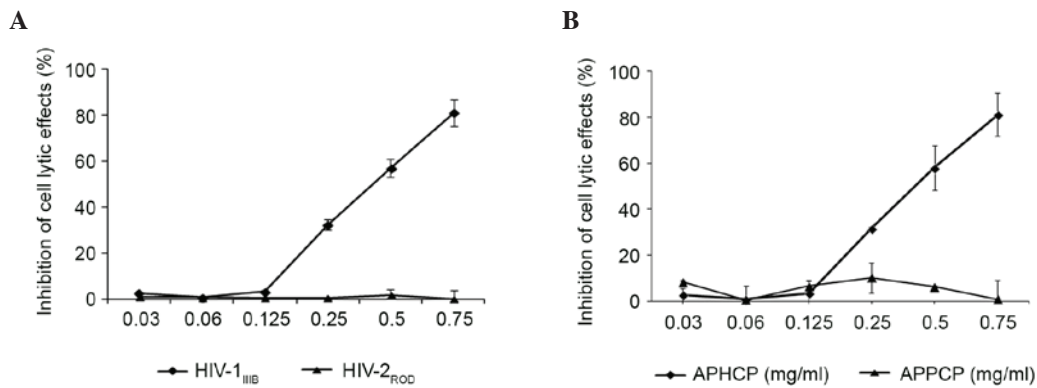 A
Inhibition of cell lytic effects (%)
100
80
60
40
20
0
0.03 0.06 0.125 0.25 0.5 0.75
HIV-1IIIB HIV-2ROD
B
Inhibition of cell lytic effects (%)
100
80
60
40
20
0
0.03 0.06 0.125 0.25 0.5 0.75
APHCP (mg/ml) APPCP (mg/ml)